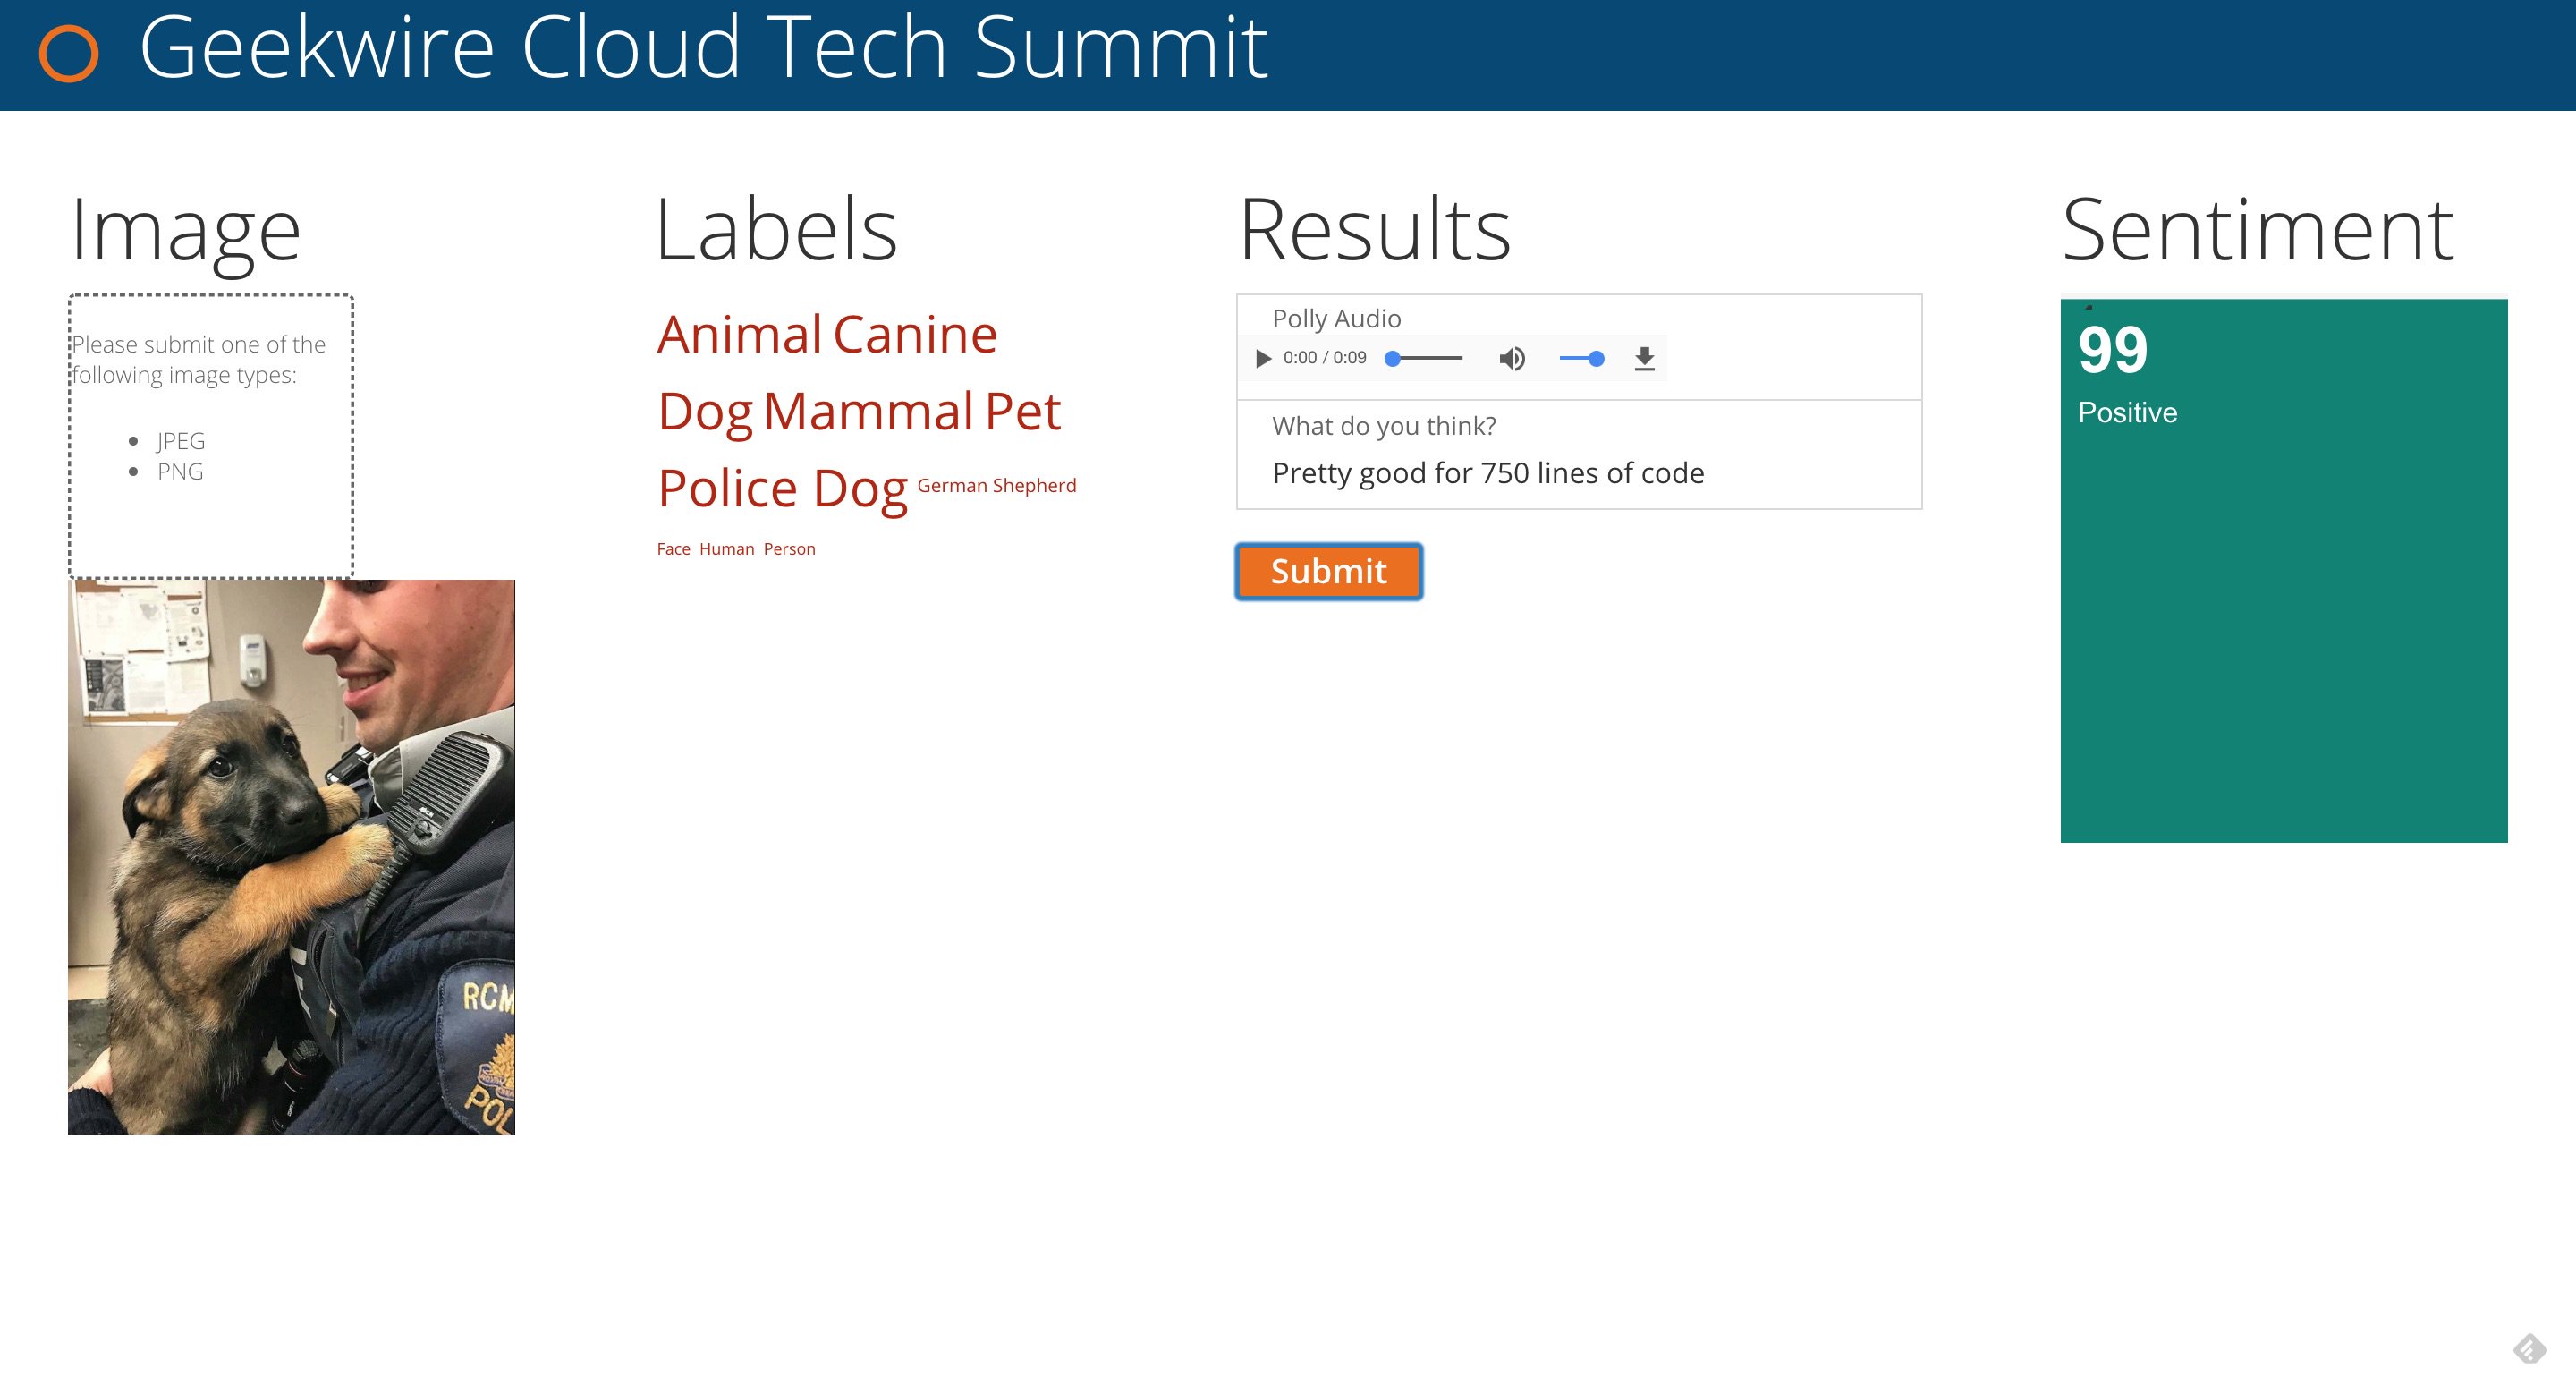 Geekwire Cloud Tech Summit
Image
Please submit one of the
following image types:
JPEG
PNG
RCM
POL
Labels
Animal Canine
Dog Mammal Pet
Police Dog German Shepherd
Face Human Person
Results
Polly Audio
0:00 / 0:09
What do you think?
Pretty good for 750 lines of code
Submit
Sentiment
99
Positive